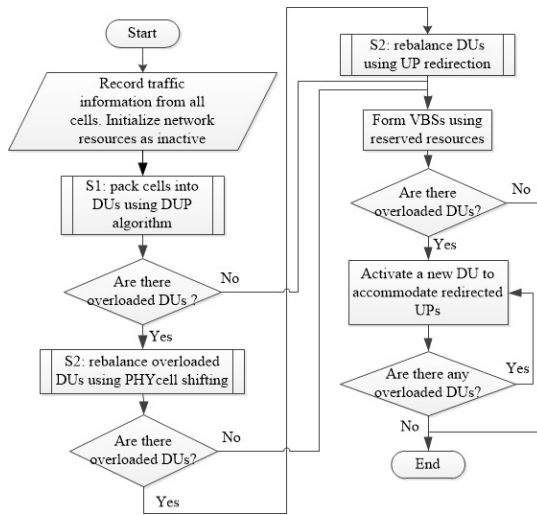 Start
Record traffic
information from all
cells. Initialize network
resources as inactive
S1: pack cells into
DUs using DUP
algorithm
Are there
overloaded DUs ?
No
Yes
S2: rebalance overloaded
DUs using PHYcell shifting
Are there
overloaded DUs?
No
Yes
S2: rebalance DUs
using UP redirection
Form VBSs using
reserved resources
Are there
overloaded DUs?
No
Yes
Activate a new DU to
accommodate redirected
UPs
Are there any
overloaded DUs?
Yes
No
End